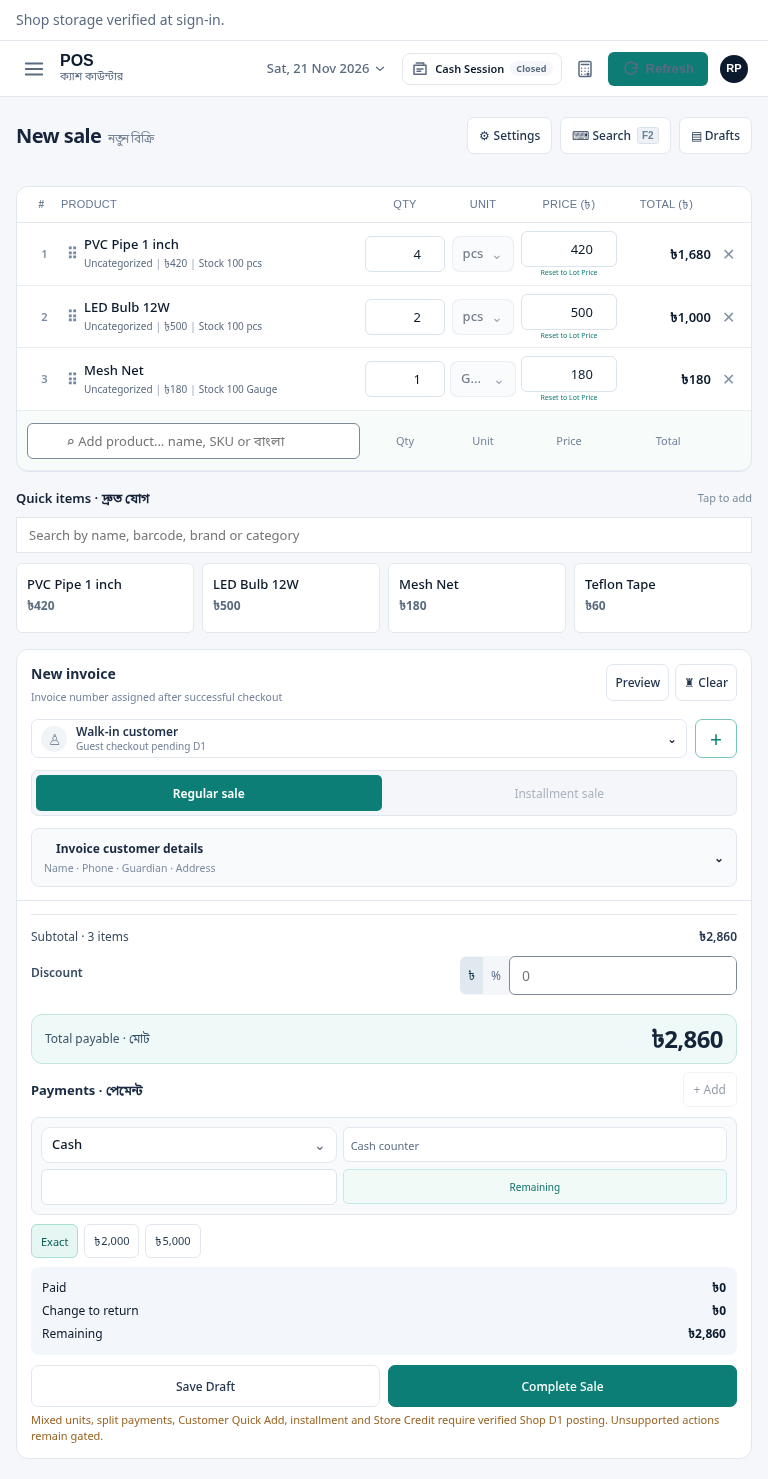 Shop storage verified at sign-in.
POS
ক্যাশ কাউন্টার
Sat, 21 Nov 2026
Cash Session Closed
Refresh
RP
New sale নতুন বিক্রি
Settings
Search F2
Drafts
# PRODUCT QTY UNIT PRICE (৳) TOTAL (৳)
1 PVC Pipe 1 inch 4 pcs 420 ৳1,680 ✕
Uncategorized | ৳420 | Stock 100 pcs
Reset to Lot Price
2 LED Bulb 12W 2 pcs 500 ৳1,000 ✕
Uncategorized | ৳500 | Stock 100 pcs
Reset to Lot Price
3 Mesh Net 1 G... 180 ৳180 ✕
Uncategorized | ৳180 | Stock 100 Gauge
Reset to Lot Price
Add product... name, SKU or বাংলা Qty Unit Price Total
Quick items · দ্রুত যোগ Tap to add
Search by name, barcode, brand or category
PVC Pipe 1 inch
৳420
LED Bulb 12W
৳500
Mesh Net
৳180
Teflon Tape
৳60
New invoice
Invoice number assigned after successful checkout
Preview
Clear
Walk-in customer
Guest checkout pending D1
+
Regular sale
Installment sale
Invoice customer details
Name · Phone · Guardian · Address
Subtotal · 3 items ৳2,860
Discount ৳ % 0
Total payable · মোট ৳2,860
Payments · পেমেন্ট + Add
Cash
Cash counter
Remaining
Exact ৳2,000 ৳5,000
Paid ৳0
Change to return ৳0
Remaining ৳2,860
Save Draft
Complete Sale
Mixed units, split payments, Customer Quick Add, installment and Store Credit require verified Shop D1 posting. Unsupported actions
remain gated.